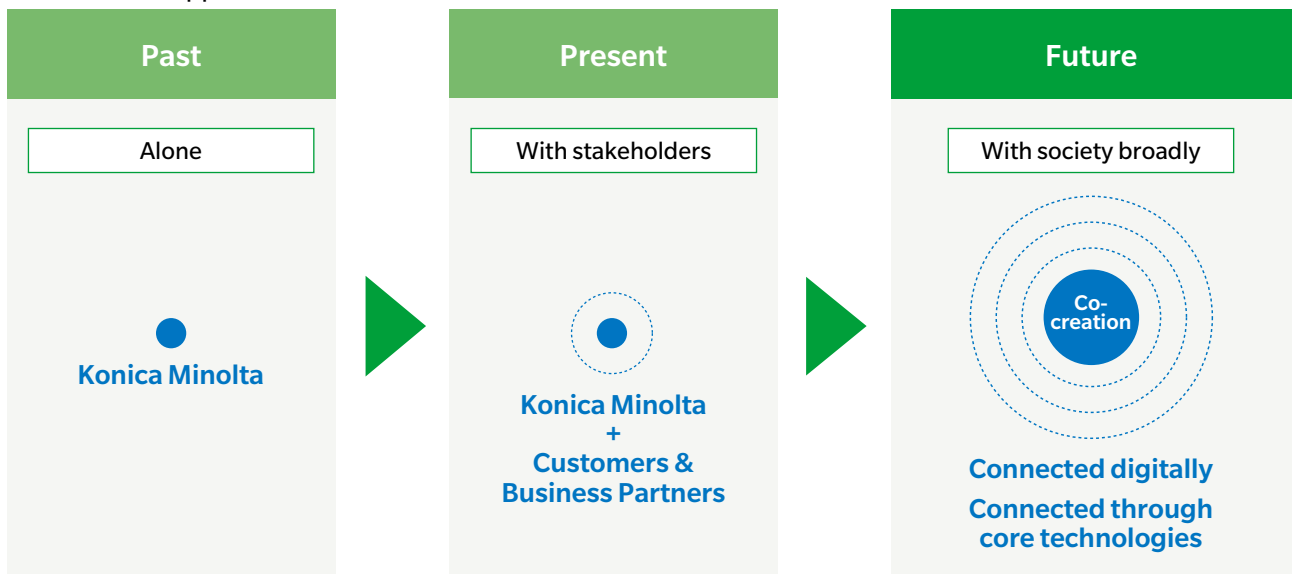 Past
Alone
Konica Minolta
Present
With stakeholders
Konica Minolta
+
Customers &
Business Partners
Future
With society broadly
Co-
creation
Connected digitally
Connected through
core technologies